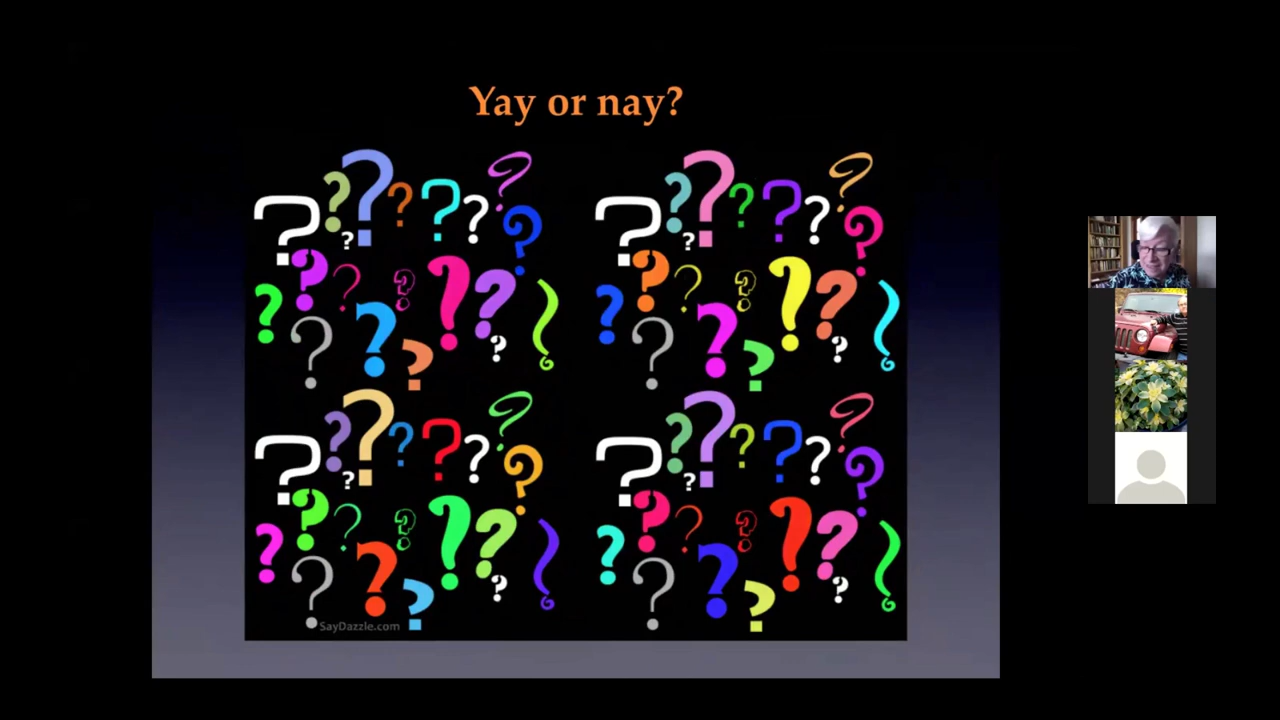 Yay or nay?
? ? ? ? ? ? ? ? ? ? ? ? ? ? ? ? ? ?
? ? ? ? ? ? ? ? ? ? ? ? ? ? ? ? ? ? ? ? ? ?
? ? ? ? ? ? ? ? ? ? ? ? ? ? ? ? ? ?
? ? ? ? ? ? ? ? ? ? ? ? ? ? ? ? ? ? ? ? ? ?
SayDazzle.com